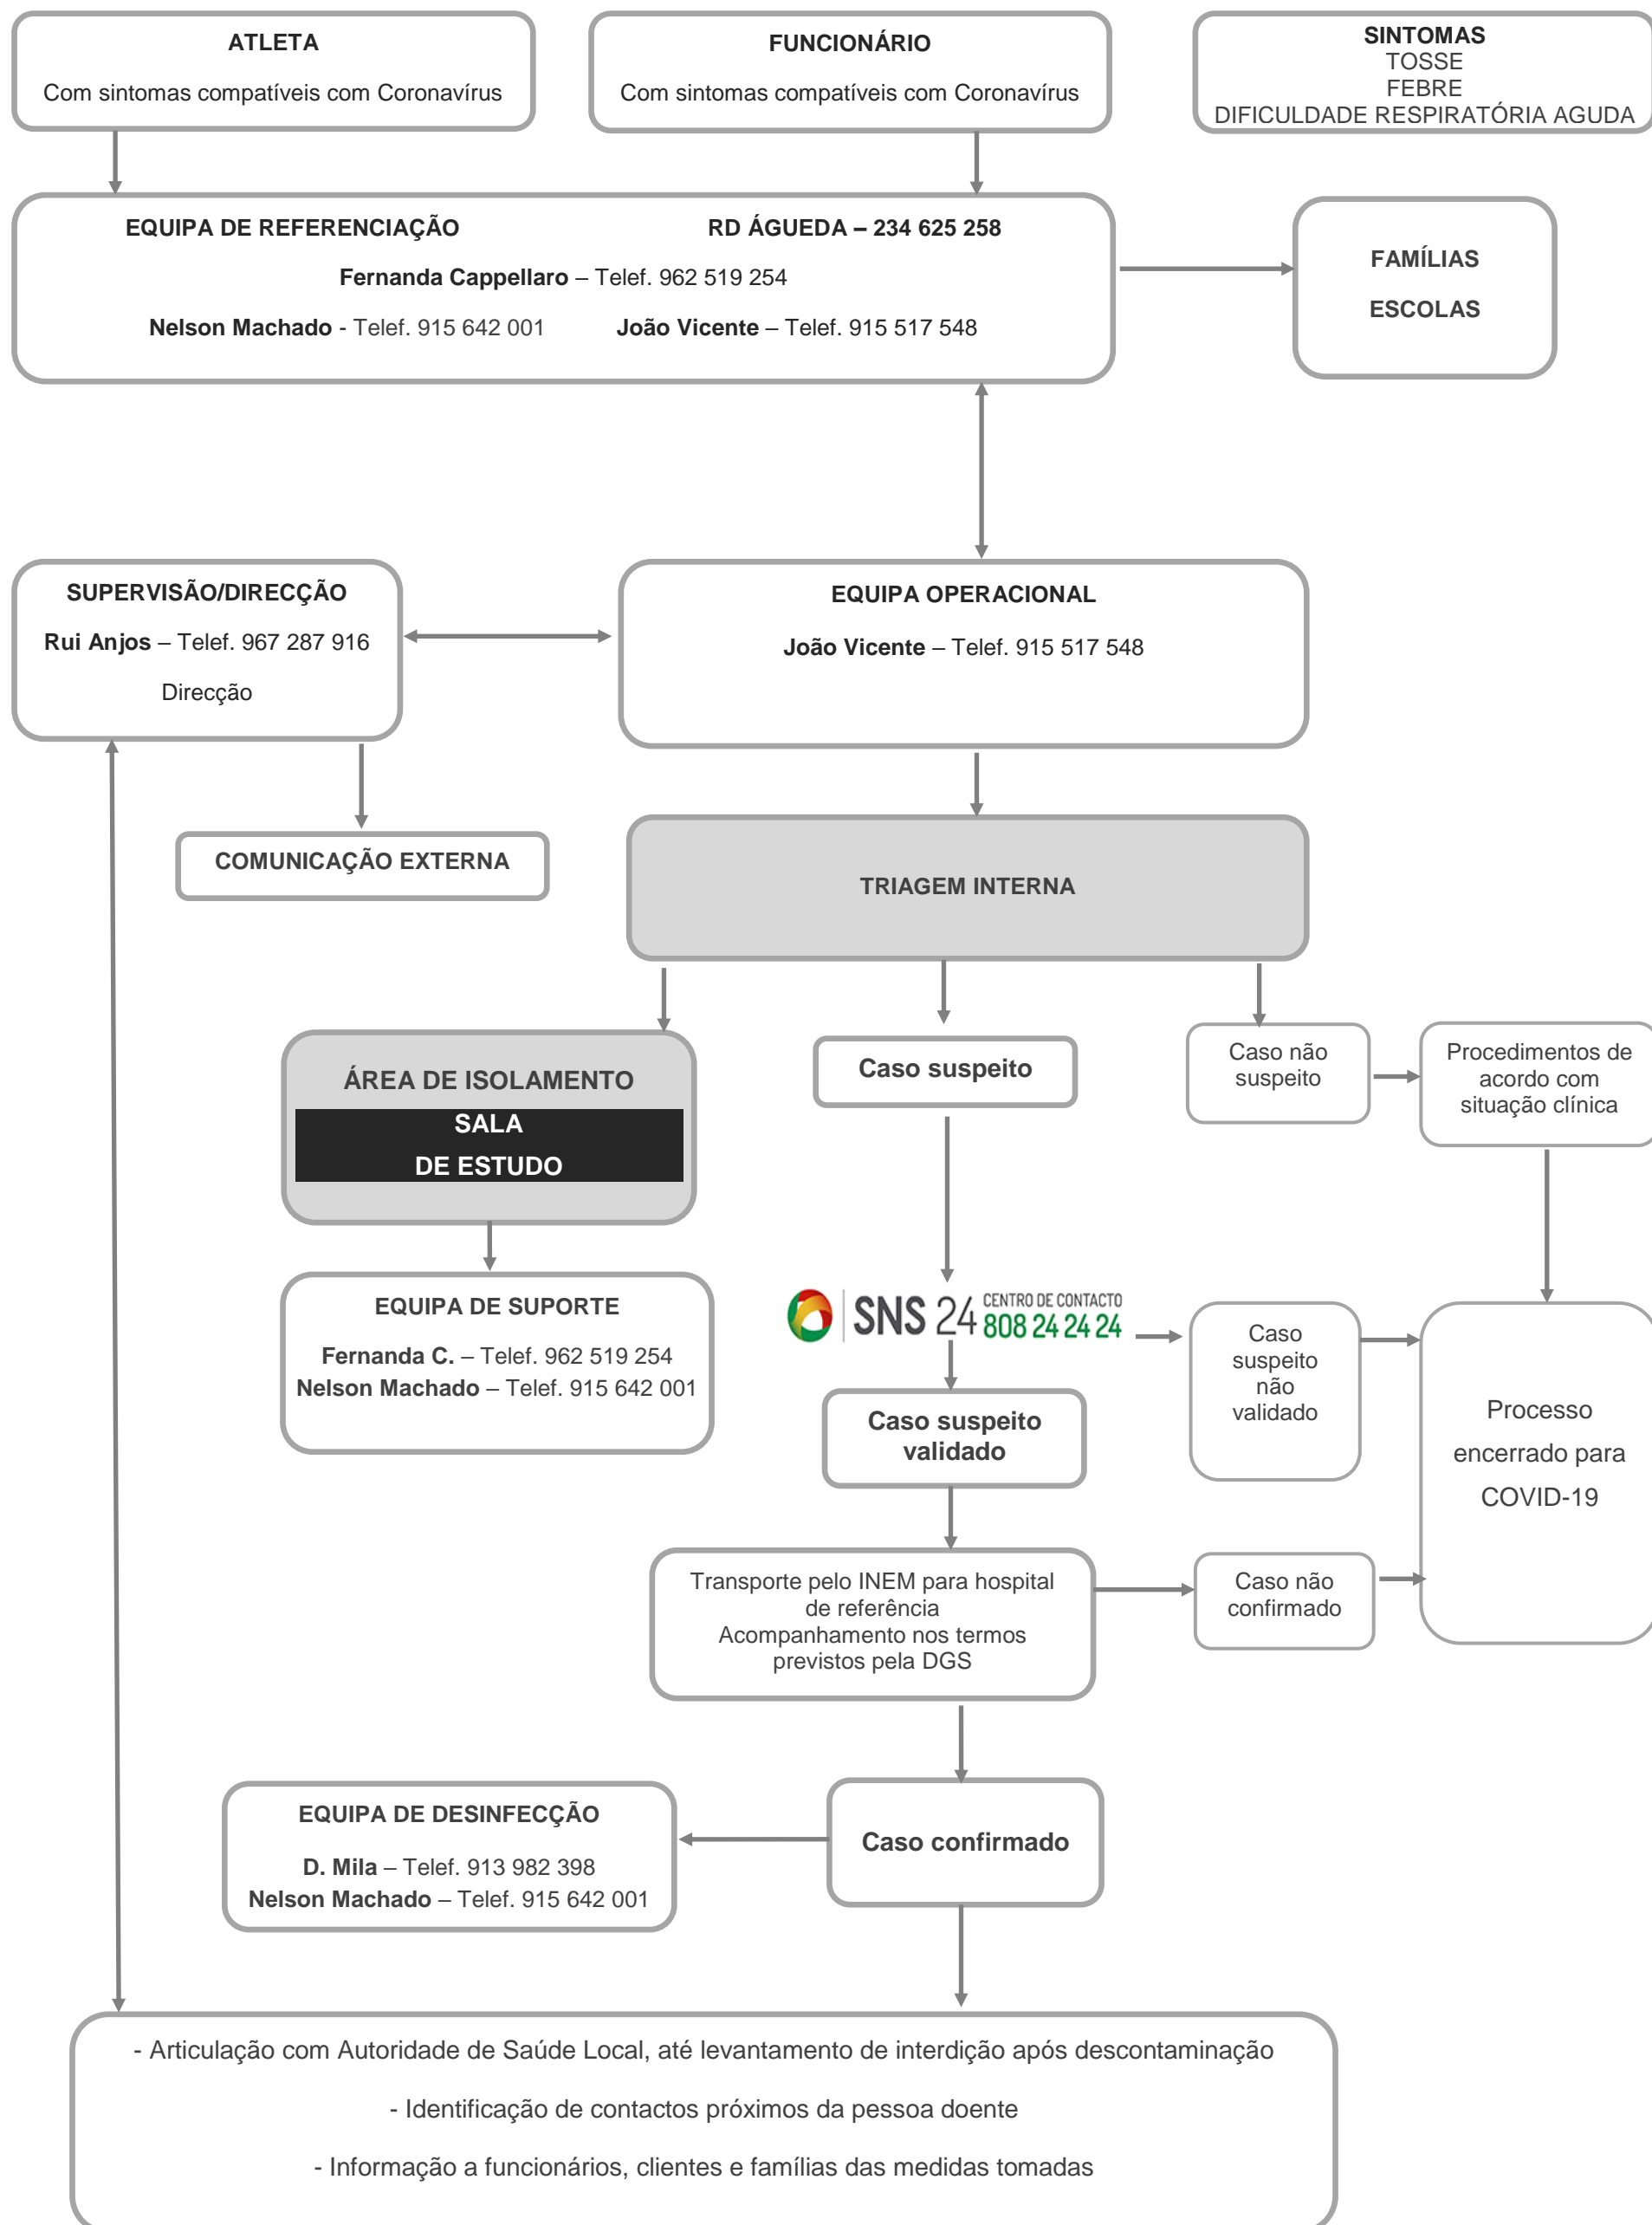 ATLETA
Com sintomas compatíveis com Coronavírus
FUNCIONÁRIO
Com sintomas compatíveis com Coronavírus
SINTOMAS
TOSSE
FEBRE
DIFICULDADE RESPIRATÓRIA AGUDA
EQUIPA DE REFERENCIAÇÃO RD ÁGUEDA – 234 625 258
Fernanda Cappellaro – Telef. 962 519 254
Nelson Machado - Telef. 915 642 001 João Vicente – Telef. 915 517 548
FAMÍLIAS
ESCOLAS
SUPERVISÃO/DIRECÇÃO
Rui Anjos – Telef. 967 287 916
Direcção
EQUIPA OPERACIONAL
João Vicente – Telef. 915 517 548
COMUNICAÇÃO EXTERNA
TRIAGEM INTERNA
ÁREA DE ISOLAMENTO
SALA
DE ESTUDO
Caso suspeito
Caso não
suspeito
Procedimentos de
acordo com
situação clínica
EQUIPA DE SUPORTE
Fernanda C. – Telef. 962 519 254
Nelson Machado – Telef. 915 642 001
SNS 24 CENTRO DE CONTACTO
808 24 24 24
Caso
suspeito
não
validado
Caso suspeito
validado
Processo
encerrado para
COVID-19
Transporte pelo INEM para hospital
de referência
Acompanhamento nos termos
previstos pela DGS
Caso não
confirmado
EQUIPA DE DESINFECÇÃO
D. Mila – Telef. 913 982 398
Nelson Machado – Telef. 915 642 001
Caso confirmado
- Articulação com Autoridade de Saúde Local, até levantamento de interdição após descontaminação
- Identificação de contactos próximos da pessoa doente
- Informação a funcionários, clientes e famílias das medidas tomadas